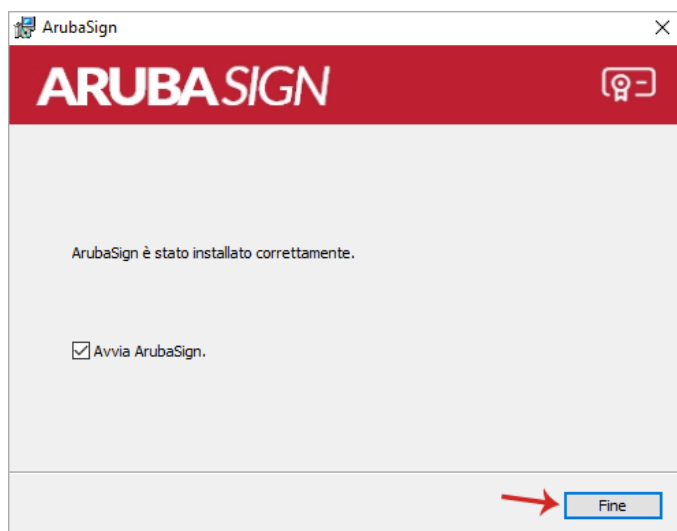 ArubaSign
ARUBASIGN
ArubaSign è stato installato correttamente.
Avvia ArubaSign.
Fine